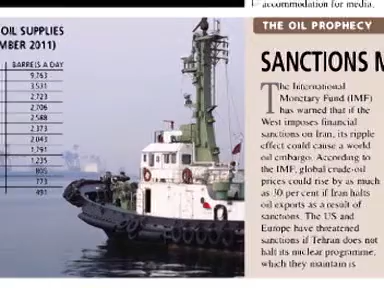 accommodation for media.
OIL SUPPLIES
MBER 2011)
BARRELS A DAY
9,763
3,531
2,723
2,706
2,588
2,373
2,043
1,791
1,235
805
773
491
THE OIL PROPHECY
SANCTIONS M
The International
Monetary Fund (IMF)
has warned that if the
West imposes financial
sanctions on Iran, its ripple
effect could cause a world
oil embargo. According to
the IMF, global crude-oil
prices could rise by as much
as 30 per cent if Iran halts
oil exports as a result of
sanctions. The US and
Europe have threatened
sanctions if Tehran does not
halt its nuclear programme,
which they maintain is